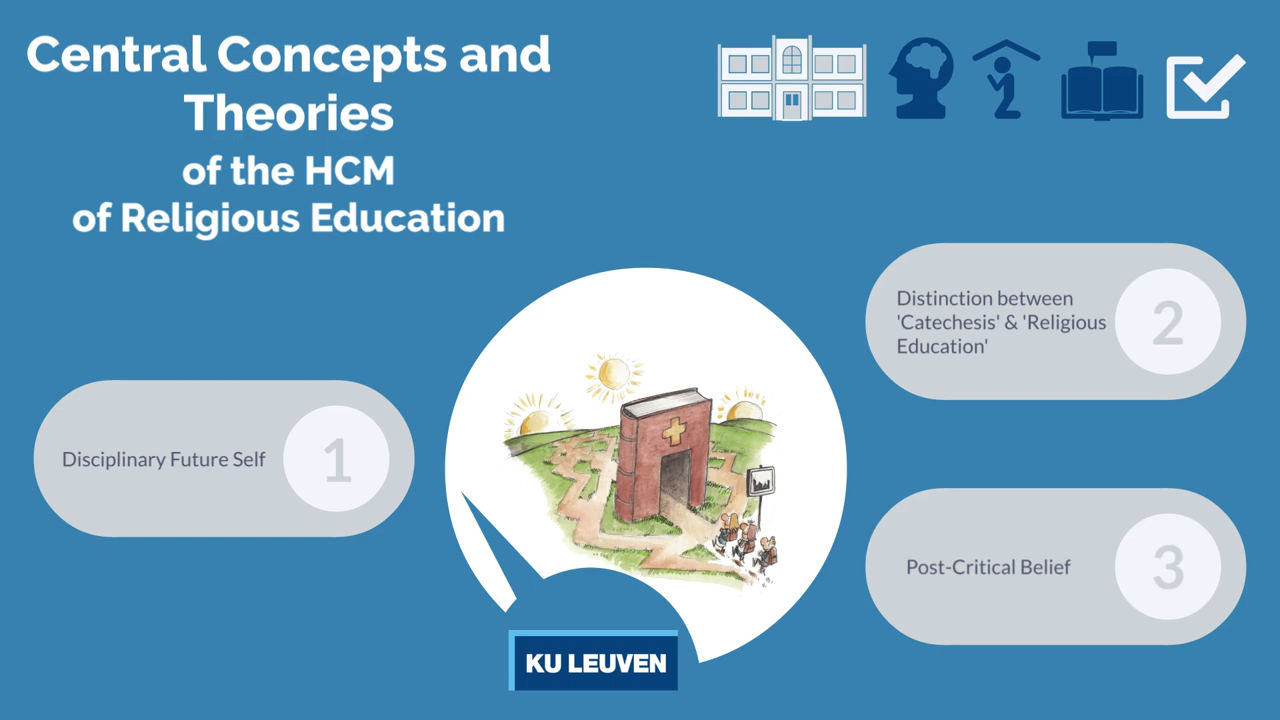 Central Concepts and
Theories
of the HCM
of Religious Education
Disciplinary Future Self
1
Distinction between
'Catechesis' & 'Religious
Education'
2
Post-Critical Belief
3
KU LEUVEN